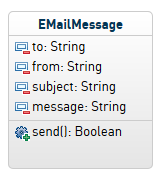 EMailMessage
to: String
from: String
subject: String
message: String
send(): Boolean